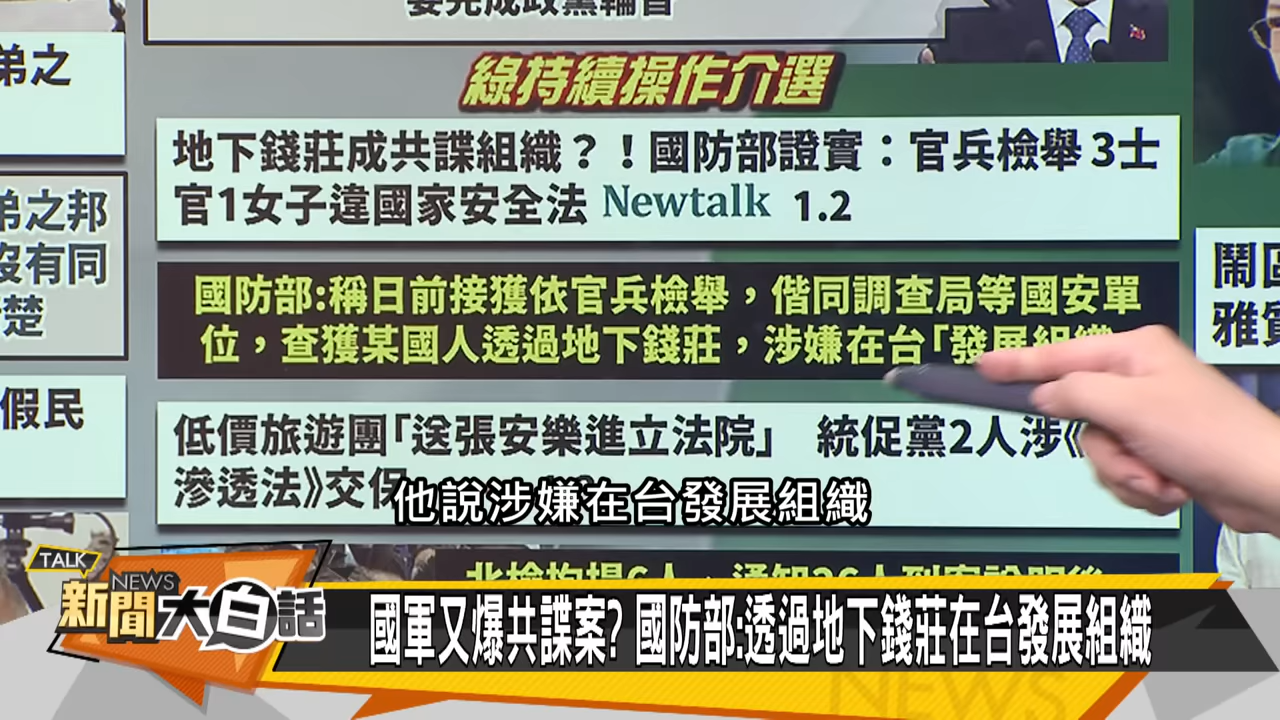 要完成政黨輪替
弟之
綠持續操作介選
地下錢莊成共諜組織？！國防部證實：官兵檢舉3士
官1女子違國家安全法 Newtalk 1.2
弟之邦
沒有同
楚
國防部:稱日前接獲依官兵檢舉，偕同調查局等國安單
位，查獲某國人透過地下錢莊，涉嫌在台「發展組織
鬧
雅
假民
低價旅遊團「送張安樂進立法院」 統促黨2人涉《
滲透法》交保
他說涉嫌在台發展組織
TALK
NEWS
新聞大白話
國軍又爆共諜案? 國防部:透過地下錢莊在台發展組織
NEWS